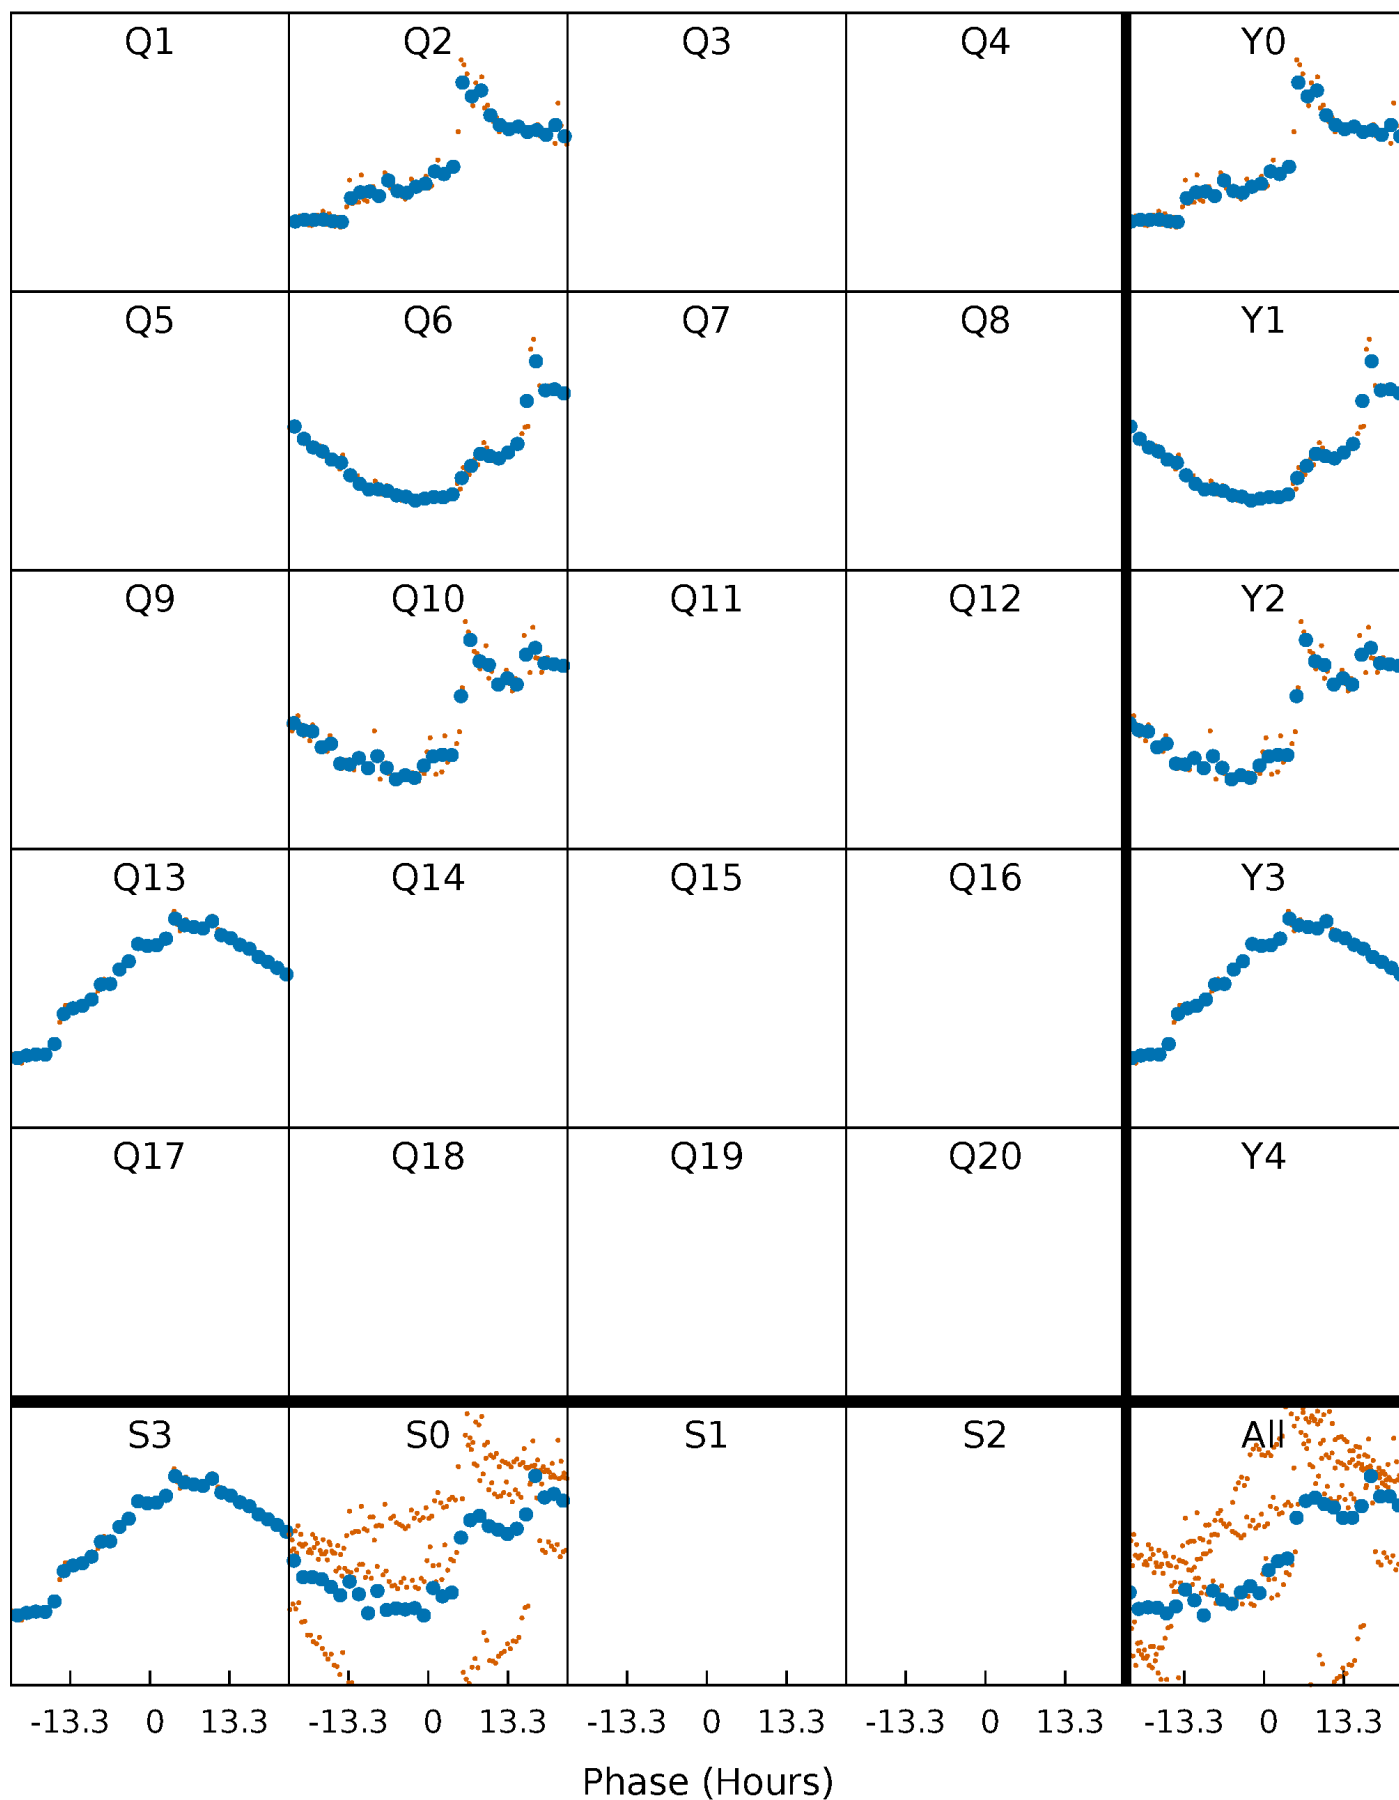 Q1 Q2 Q3 Q4 Y0
Q5 Q6 Q7 Q8 Y1
Q9 Q10 Q11 Q12 Y2
Q13 Q14 Q15 Q16 Y3
Q17 Q18 Q19 Q20 Y4
S3 S0 S1 S2 All
-13.3 0 13.3 -13.3 0 13.3 -13.3 0 13.3 -13.3 0 13.3 -13.3 0 13.3
Phase (Hours)